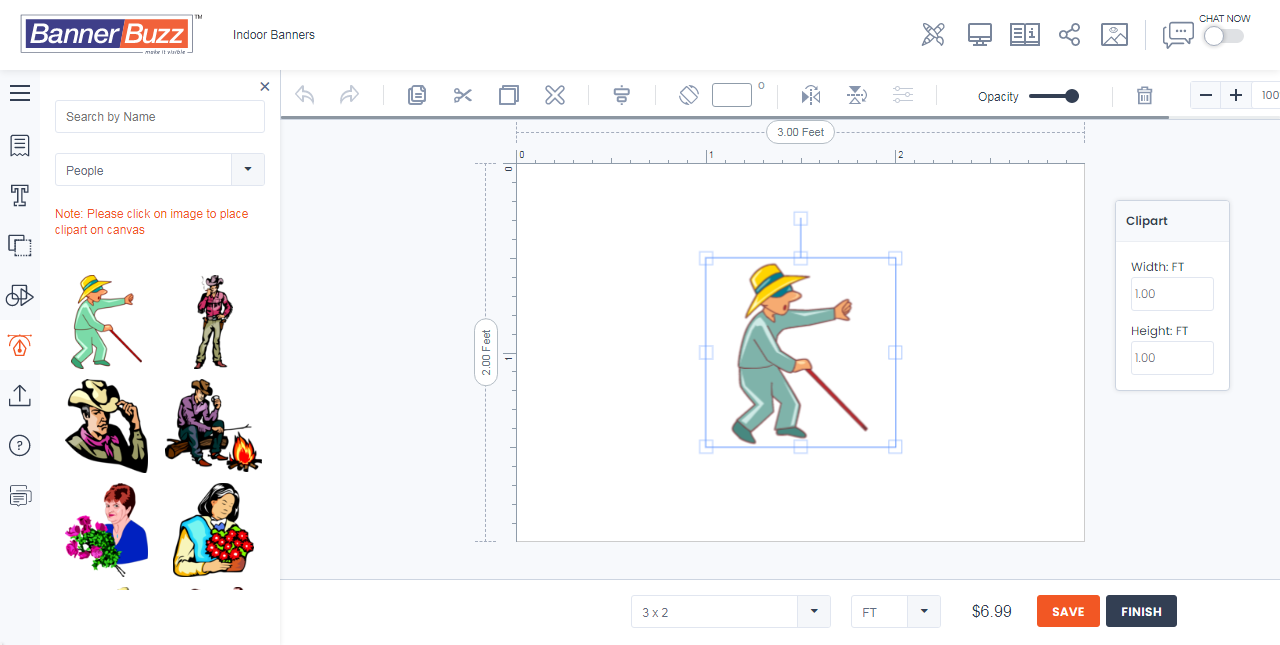 BannerBuzz™
make it visible
Indoor Banners
CHAT NOW
Search by Name
People
Note: Please click on image to place
clipart on canvas
O
Opacity
100
3.00 Feet
0
1
2
0
1
2.00 Feet
Clipart
Width: FT
1.00
Height: FT
1.00
3 x 2
FT
$6.99
SAVE
FINISH